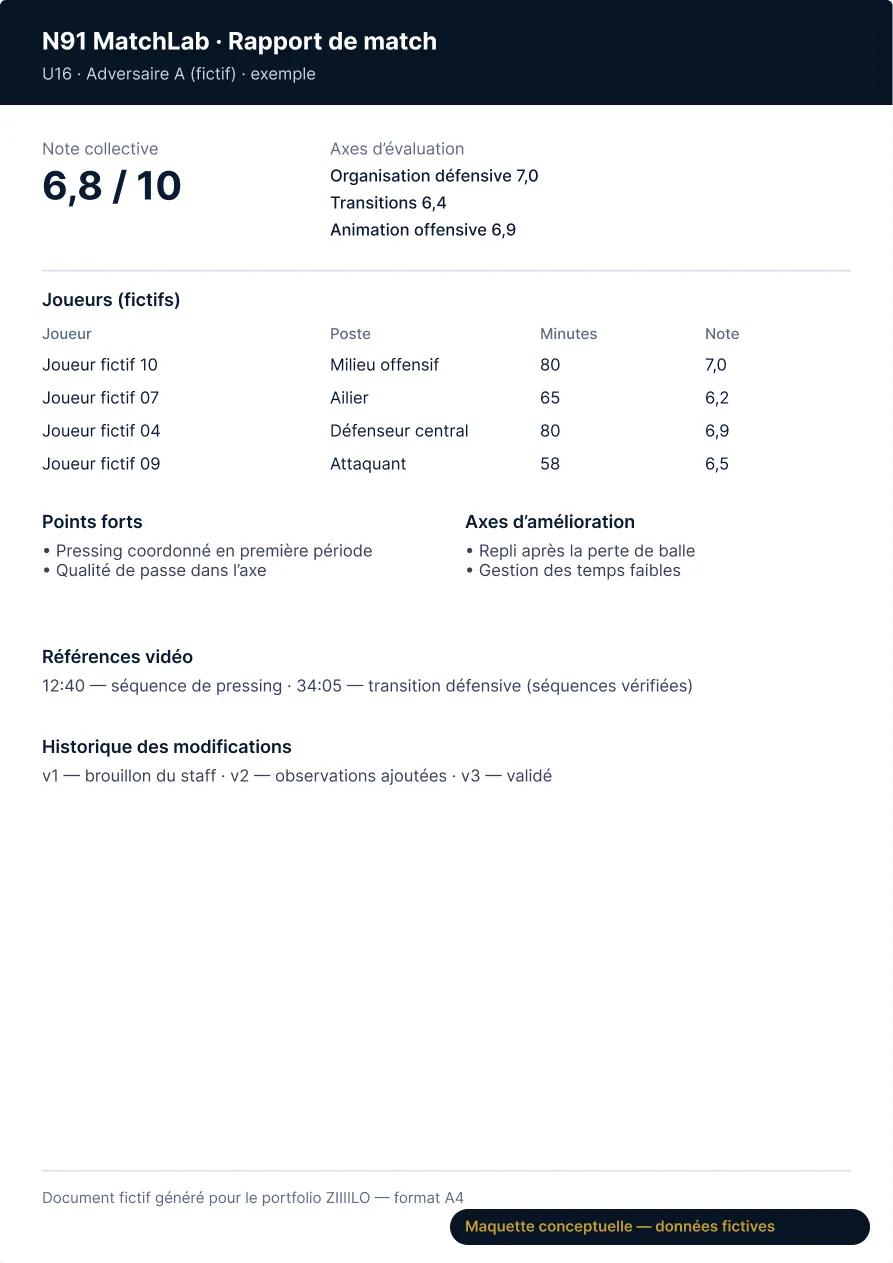 N91 MatchLab · Rapport de match
U16 · Adversaire A (fictif) · exemple
Note collective
6,8 / 10
Axes d’évaluation
Organisation défensive 7,0
Transitions 6,4
Animation offensive 6,9
Joueurs (fictifs)
Joueur Poste Minutes Note
Joueur fictif 10 Milieu offensif 80 7,0
Joueur fictif 07 Ailier 65 6,2
Joueur fictif 04 Défenseur central 80 6,9
Joueur fictif 09 Attaquant 58 6,5
Points forts
• Pressing coordonné en première période
• Qualité de passe dans l’axe
Axes d’amélioration
• Repli après la perte de balle
• Gestion des temps faibles
Références vidéo
12:40 — séquence de pressing · 34:05 — transition défensive (séquences vérifiées)
Historique des modifications
v1 — brouillon du staff · v2 — observations ajoutées · v3 — validé
Document fictif généré pour le portfolio ZIIIILO — format A4
Maquette conceptuelle — données fictives